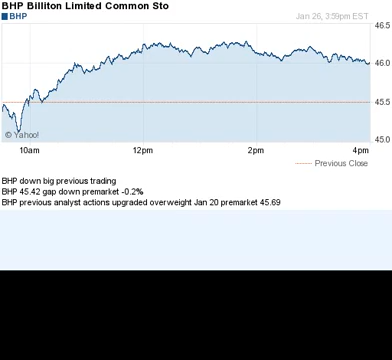 BHP Billiton Limited Common Sto
BHP
Jan 26, 3:59pm EST
46.5
46.0
45.5
45.0
© Yahoo!
10am
12pm
2pm
4pm
Previous Close
BHP down big previous trading
BHP 45.42 gap down premarket -0.2%
BHP previous analyst actions upgraded overweight Jan 20 premarket 45.69